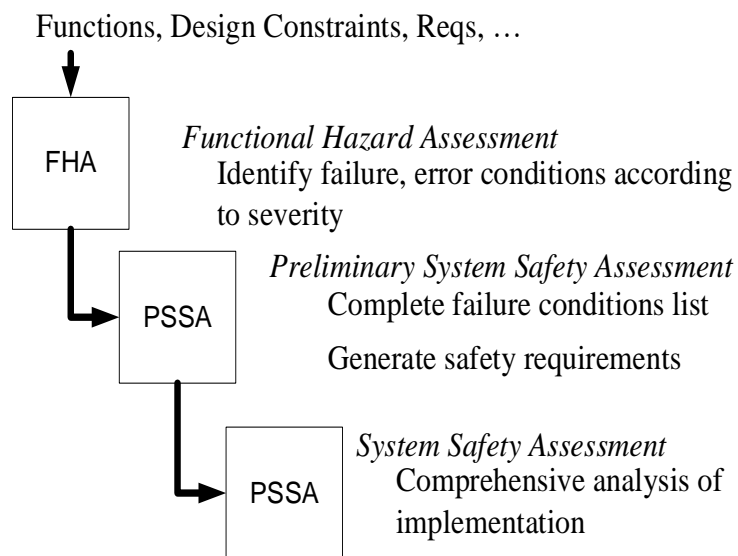 Functions, Design Constraints, Reqs, …
FHA
Functional Hazard Assessment
Identify failure, error conditions according
to severity
PSSA
Preliminary System Safety Assessment
Complete failure conditions list
Generate safety requirements
PSSA
System Safety Assessment
Comprehensive analysis of
implementation